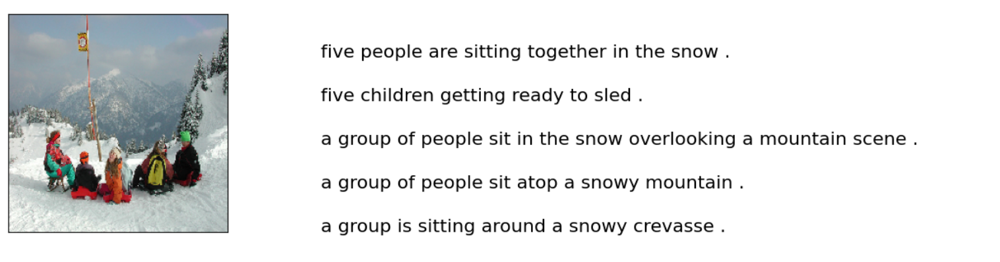 five people are sitting together in the snow .
five children getting ready to sled .
a group of people sit in the snow overlooking a mountain scene .
a group of people sit atop a snowy mountain .
a group is sitting around a snowy crevasse .